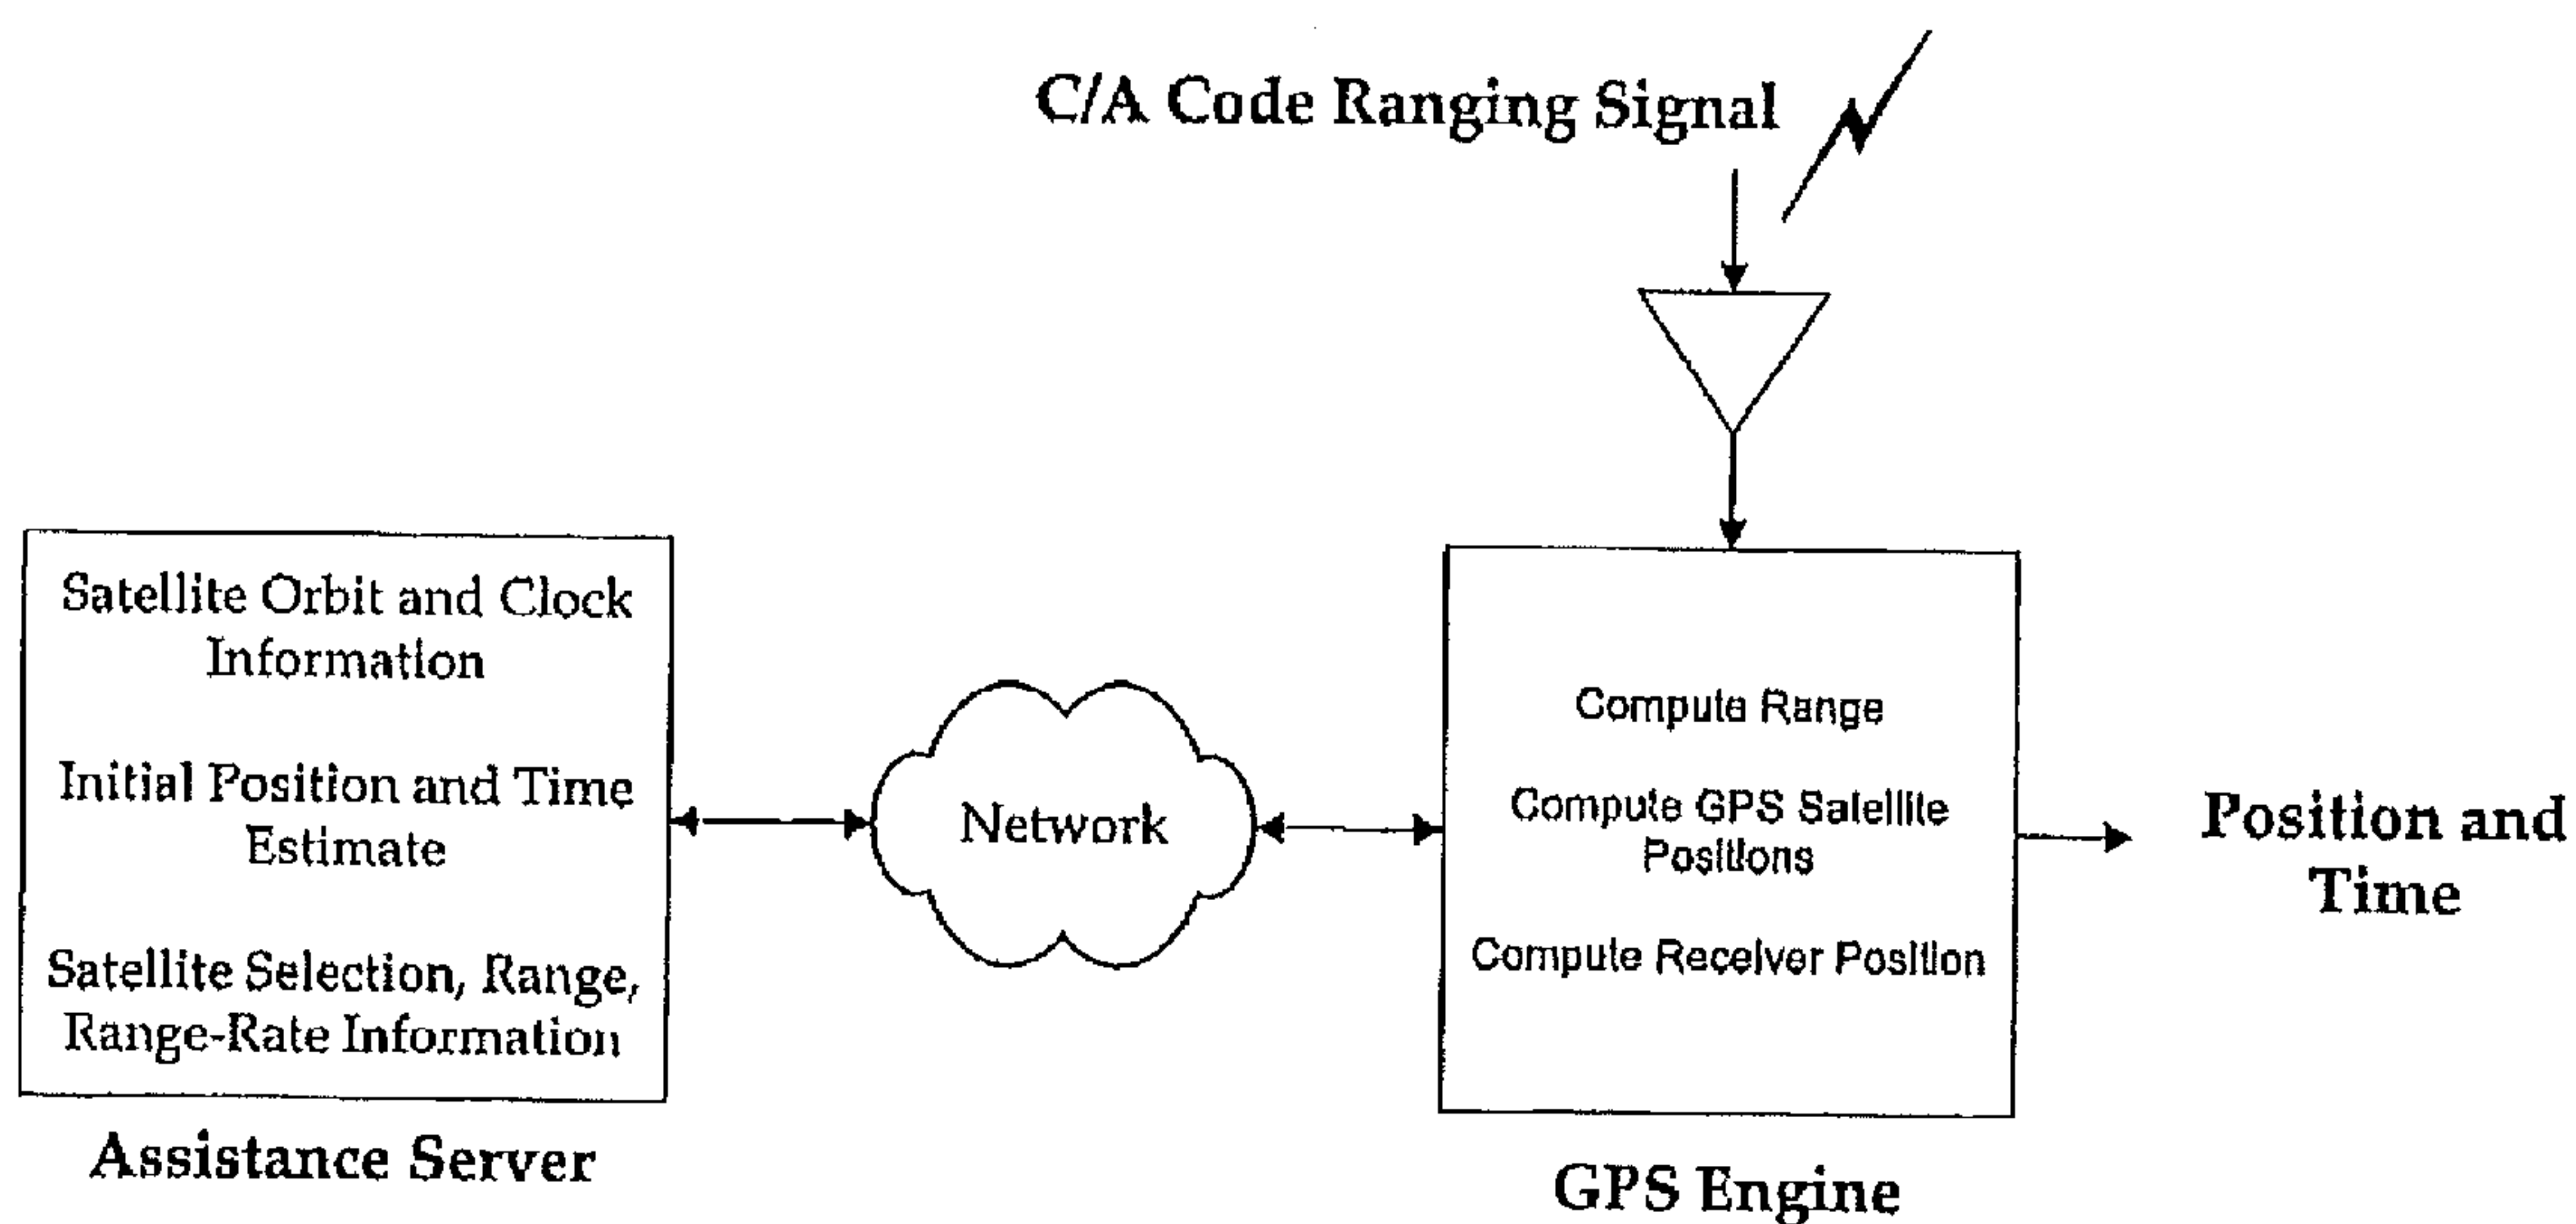 C/A Code Ranging Signal
Satellite Orbit and Clock
Information
Initial Position and Time
Estimate
Satellite Selection, Range,
Range-Rate Information
Assistance Server
Network
Compute Range
Compute GPS Satellite
Positions
Compute Receiver Position
GPS Engine
Position and
Time